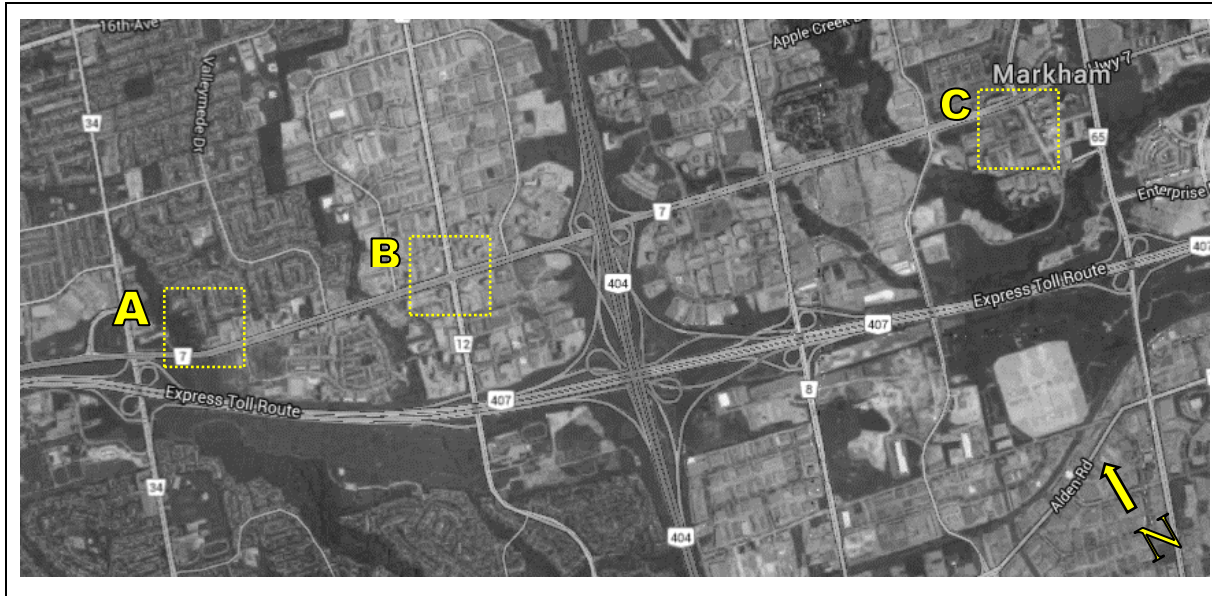 16th Ave
Valleymede Dr
34
Apple Creek
Hwy 7
Markham
C
65
7
B
404
Enterprise
407
Express Toll Route
407
A
7
12
Express Toll Route
407
8
34
Alden Rd
404
N